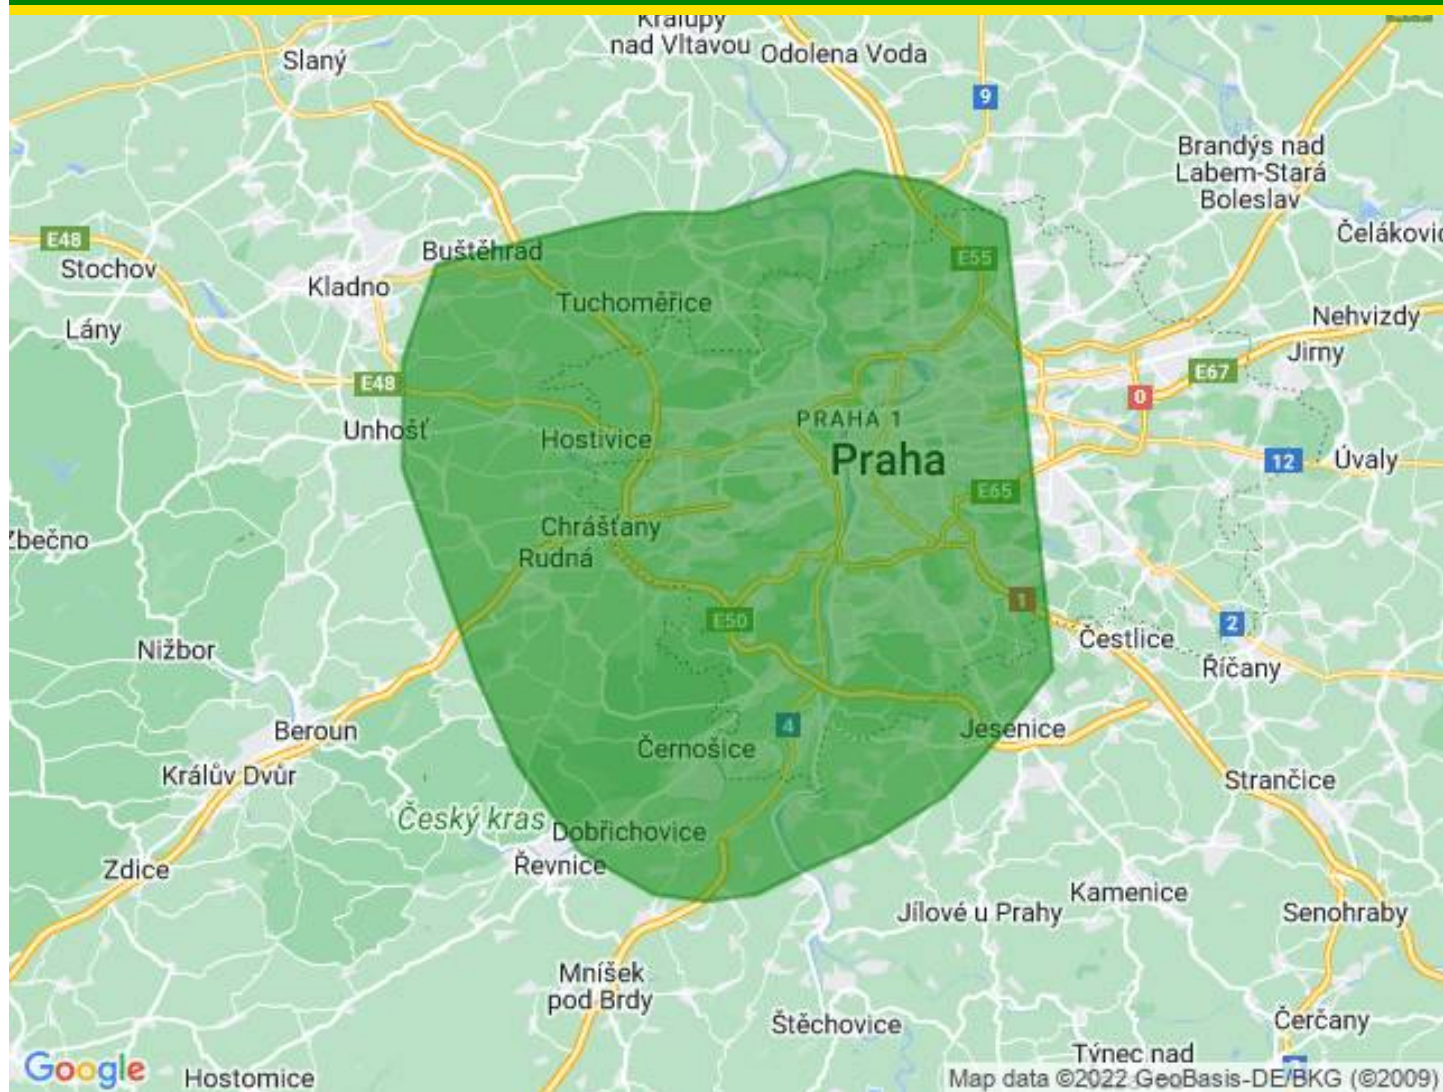 Kralupy
nad Vltavou
Odolena Voda
Slaný
9
Brandýs nad
Labem-Stará
Boleslav
Čelákovic
E48
Stochov
Buštěhrad
E55
Kladno
Tuchoměřice
Nehvizdy
Lány
Jirny
E48
E67
0
PRAHA 1
Unhošť
Hostivice
Praha
12
Úvaly
E65
Chrášťany
Zbečno
Rudná
1
E50
2
Čestlice
Nižbor
Říčany
Beroun
4
Jesenice
Černošice
Králův Dvůr
Strančice
Český kras
Dobřichovice
Řevnice
Zdice
Kamenice
Jílové u Prahy
Senohraby
Mníšek
pod Brdy
Štěchovice
Čerčany
Týnec nad
Google
Hostomice
Map data ©2022 GeoBasis-DE/BKG (©2009)